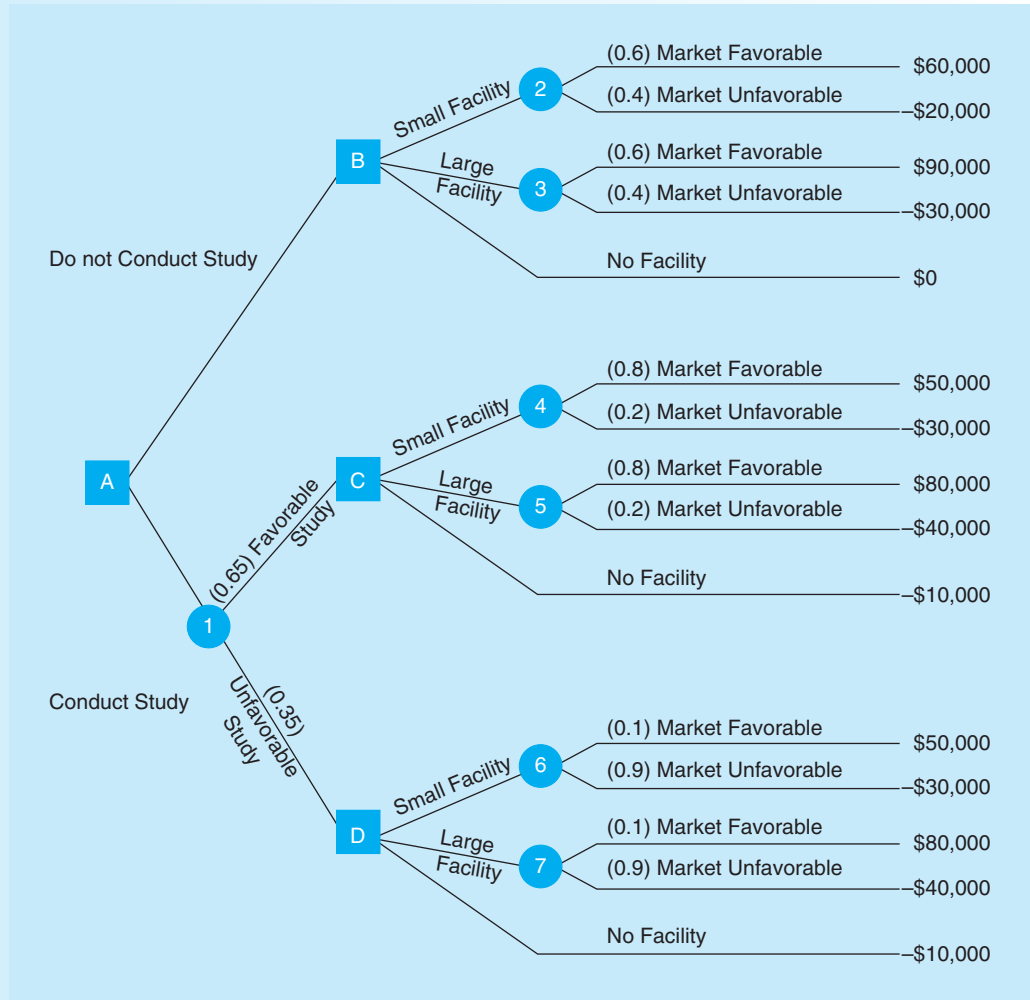 (0.6) Market Favorable
$60,000
Small Facility
2
(0.4) Market Unfavorable
–$20,000
B
Large
Facility
3
(0.6) Market Favorable
$90,000
(0.4) Market Unfavorable
–$30,000
Do not Conduct Study
No Facility
$0
(0.8) Market Favorable
$50,000
Small Facility
4
(0.2) Market Unfavorable
–$30,000
A
(0.65) Favorable
Study
C
Large
Facility
5
(0.8) Market Favorable
$80,000
(0.2) Market Unfavorable
–$40,000
No Facility
–$10,000
1
Conduct Study
(0.35)
Unfavorable
Study
(0.1) Market Favorable
$50,000
Small Facility
6
(0.9) Market Unfavorable
–$30,000
D
Large
Facility
7
(0.1) Market Favorable
$80,000
(0.9) Market Unfavorable
–$40,000
No Facility
–$10,000